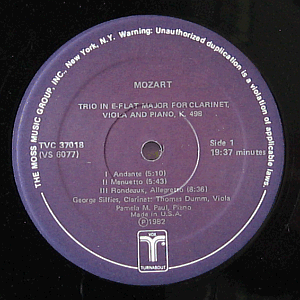 THE MOSS MUSIC GROUP, INC., New York, N.Y. Warning: Unauthorized duplication is a violation of applicable laws.
MOZART
TRIO IN E-FLAT MAJOR FOR CLARINET,
VIOLA AND PIANO, K. 498
TVC 37018
(VS 6077)
Side 1
19:37 minutes
I Andante (5:10)
II Menuetto (5:43)
III Rondeaux, Allegretto (8:36)
George Silfies, Clarinet; Thomas Dumm, Viola
Pamela M. Paul, Piano
Made in U.S.A.
Ⓟ1982
VOX
TURNABOUT